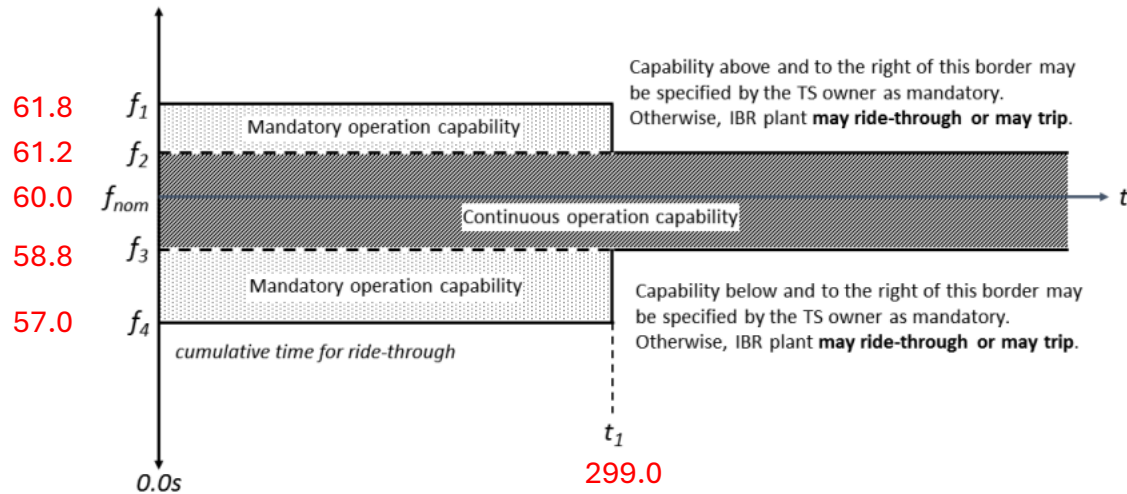 Capability above and to the right of this border may
be specified by the TS owner as mandatory.
Otherwise, IBR plant may ride-through or may trip.
61.8 f1
Mandatory operation capability
61.2 f2
60.0 fnom
t
Continuous operation capability
58.8 f3
Mandatory operation capability
Capability below and to the right of this border may
be specified by the TS owner as mandatory.
Otherwise, IBR plant may ride-through or may trip.
57.0 f4
cumulative time for ride-through
t1
299.0
0.0s